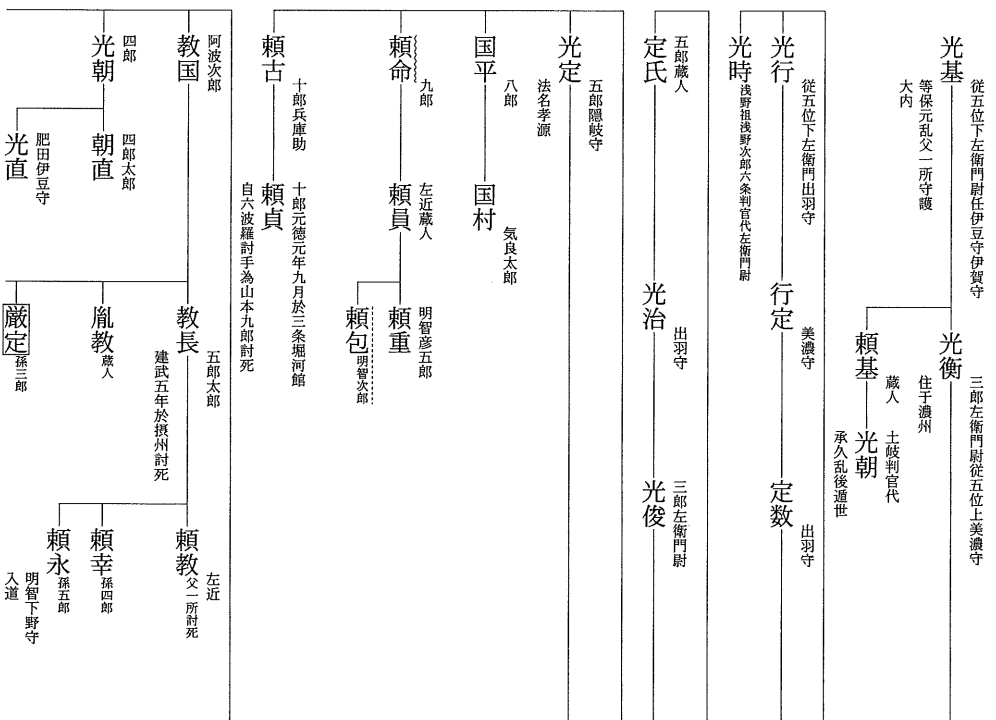 光基
従五位下左衛門尉任伊豆守伊賀守
等保元乱父一所守護
大内
光衡
三郎左衛門尉従五位上美濃守
住于濃州
頼基
蔵人
光朝
土岐判官代
承久乱後遁世
光行
従五位下左衛門出羽守
行定
美濃守
定数
出羽守
光時
浅野祖浅野次郎六条判官代左衛門尉
定氏
五郎蔵人
光治
出羽守
光俊
三郎左衛門尉
光定
五郎隠岐守
法名孝源
国平
八郎
国村
気良太郎
頼命
九郎
頼員
左近蔵人
頼重
明智彦五郎
頼包
明智次郎
頼古
十郎兵庫助
頼貞
十郎元徳元年九月於三条堀河館
自六波羅討手為山本九郎討死
教国
阿波次郎
教長
五郎太郎
建武五年於摂州討死
頼教
左近
父一所討死
頼幸
孫四郎
頼永
孫五郎
明智下野守
入道
胤教
蔵人
厳定
孫三郎
光朝
四郎
朝直
四郎太郎
光直
肥田伊豆守